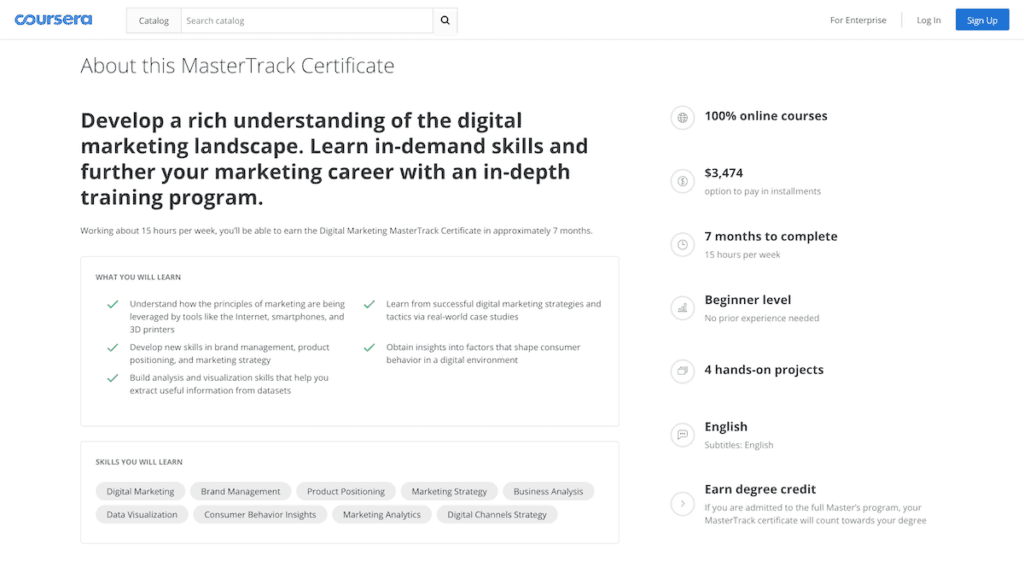 coursera
Catalog
Search catalog
For Enterprise
Log In
Sign Up
About this MasterTrack Certificate
Develop a rich understanding of the digital
marketing landscape. Learn in-demand skills and
further your marketing career with an in-depth
training program.
Working about 15 hours per week, you'll be able to earn the Digital Marketing MasterTrack Certificate in approximately 7 months.
WHAT YOU WILL LEARN
Understand how the principles of marketing are being
leveraged by tools like the Internet, smartphones, and
3D printers
Develop new skills in brand management, product
positioning, and marketing strategy
Build analysis and visualization skills that help you
extract useful information from datasets
Learn from successful digital marketing strategies and
tactics via real-world case studies
Obtain insights into factors that shape consumer
behavior in a digital environment
SKILLS YOU WILL LEARN
Digital Marketing
Brand Management
Product Positioning
Marketing Strategy
Business Analysis
Data Visualization
Consumer Behavior Insights
Marketing Analytics
Digital Channels Strategy
100% online courses
$3,474
option to pay in installments
7 months to complete
15 hours per week
Beginner level
No prior experience needed
4 hands-on projects
English
Subtitles: English
Earn degree credit
If you are admitted to the full Master's program, your
MasterTrack certificate will count towards your degree